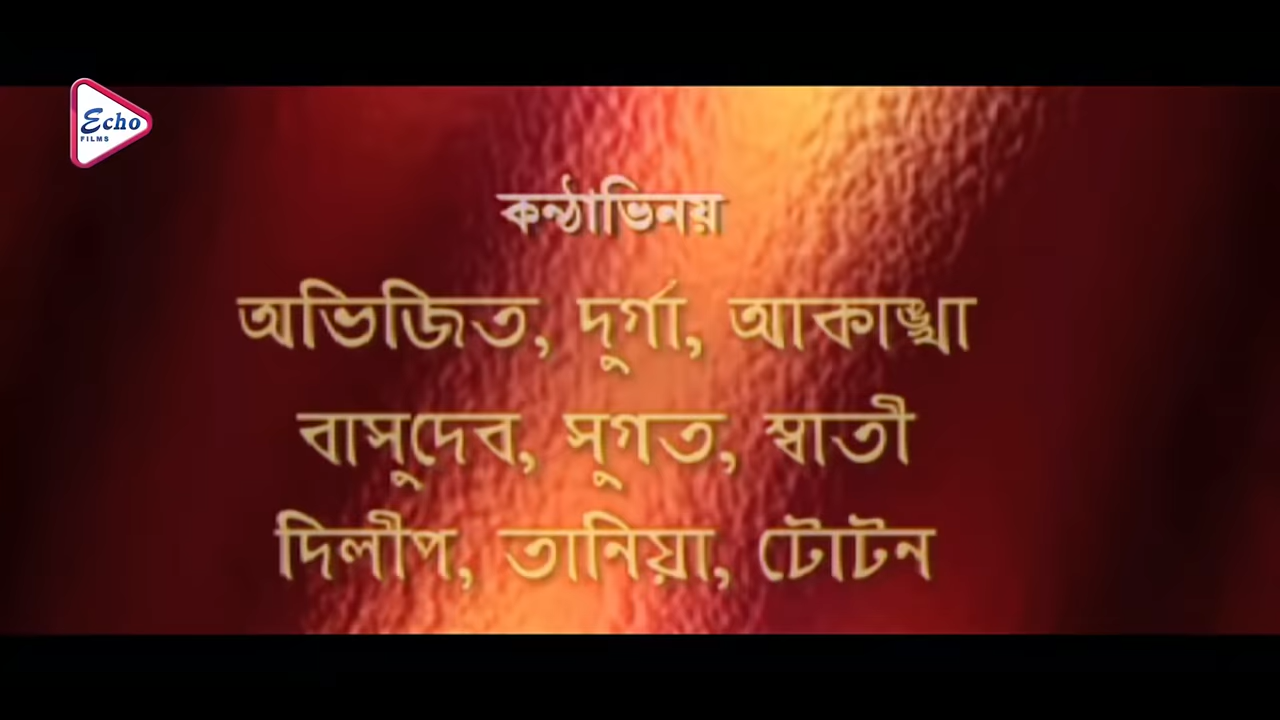 Echo
FILMS
কন্ঠাভিনয়
অভিজিত, দুর্গা, আকাঙ্খা
বাসুদেব, সুগত, স্বাতী
দিলীপ, তানিয়া, টোটন